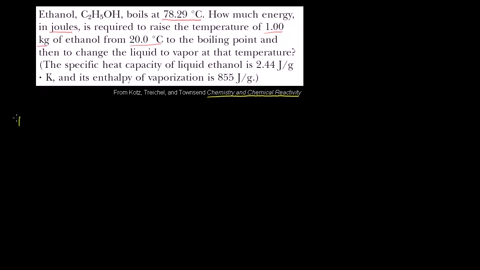 Ethanol, C₂H₅OH, boils at 78.29 °C. How much energy,
in joules, is required to raise the temperature of 1.00
kg of ethanol from 20.0 °C to the boiling point and
then to change the liquid to vapor at that temperature?
(The specific heat capacity of liquid ethanol is 2.44 J/g
· K, and its enthalpy of vaporization is 855 J/g.)
From Kotz, Treichel, and Townsend Chemistry and Chemical Reactivity